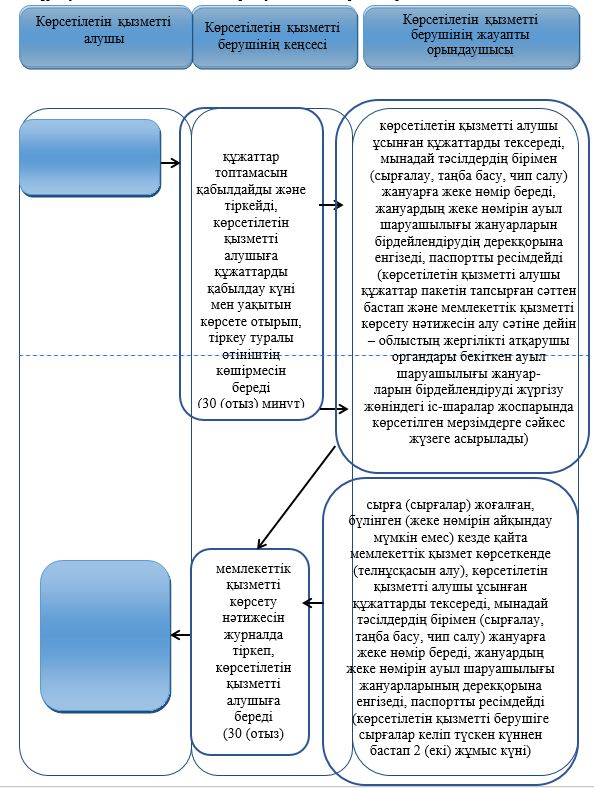 Көрсетілетін қызметті
алушы
Көрсетілетін қызметті
берушінің кеңсесі
Көрсетілетін қызметті
берушінің жауапты
орындаушысы
құжаттар
топтамасын
қабылдайды және
тіркейді,
көрсетілетін
қызметті
алушыға
құжаттарды
қабылдау күні
мен уақытын
көрсете отырып,
тіркеу туралы
өтініштің
көшірмесін
береді
(30 (отыз) минут)
көрсетілетін қызметті алушы
ұсынған құжаттарды тексереді,
мынадай тәсілдердің бірімен
(сырғалау, таңба басу, чип салу)
жануарға жеке нөмір береді,
жануардың жеке нөмірін ауыл
шаруашылығы жануарларын
бірдейлендірудің дерекқорына
енгізеді, паспортты ресімдейді
(көрсетілетін қызметті алушы
құжаттар пакетін тапсырған сәттен
бастап және мемлекеттік қызметті
көрсету нәтижесін алу сәтіне дейін
– облыстың жергілікті атқарушы
органдары бекіткен ауыл
шаруашылығы жануар-
ларын бірдейлендіруді жүргізу
жөніндегі іс-шаралар жоспарында
көрсетілген мерзімдерге сәйкес
жүзеге асырылады)
мемлекеттік
қызметті
көрсету
нәтижесін
журналда
тіркеп,
көрсетілетін
қызметті
алушыға
береді
(30 (отыз)
сырға (сырғалар) жоғалған,
бүлінген (жеке нөмірін айқындау
мүмкін емес) кезде қайта
мемлекеттік қызмет көрсеткенде
(телнұсқасын алу), көрсетілетін
қызметті алушы ұсынған
құжаттарды тексереді, мынадай
тәсілдердің бірімен (сырғалау,
таңба басу, чип салу) жануарға
жеке нөмір береді, жануардың
жеке нөмірін ауыл шаруашылығы
жануарларының дерекқорына
енгізеді, паспортты ресімдейді
(көрсетілетін қызметті берушіге
сырғалар келіп түскен күннен
бастап 2 (екі) жұмыс күні)